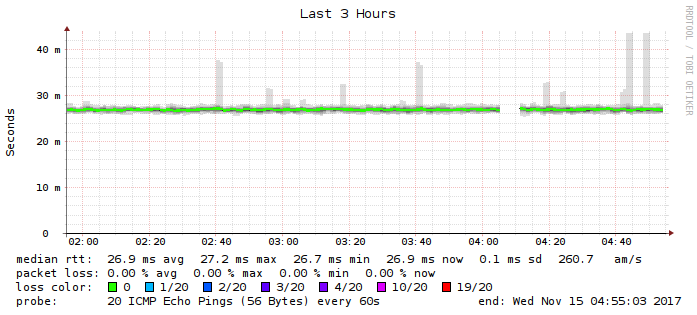 Last 3 Hours
RRDTOOL / TOBI OETIKER
Seconds
40 m
30 m
20 m
10 m
0
02:00 02:20 02:40 03:00 03:20 03:40 04:00 04:20 04:40
median rtt: 26.9 ms avg 27.2 ms max 26.7 ms min 26.9 ms now 0.1 ms sd 260.7 am/s
packet loss: 0.00 % avg 0.00 % max 0.00 % min 0.00 % now
loss color: 0 1/20 2/20 3/20 4/20 10/20 19/20
probe: 20 ICMP Echo Pings (56 Bytes) every 60s end: Wed Nov 15 04:55:03 2017